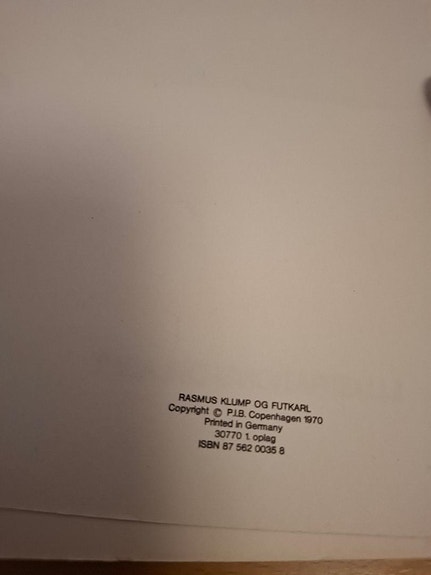 RASMUS KLUMP OG FUTKARL
Copyright © P.I.B. Copenhagen 1970
Printed in Germany
30770 1. oplag
ISBN 87 562 0035 8